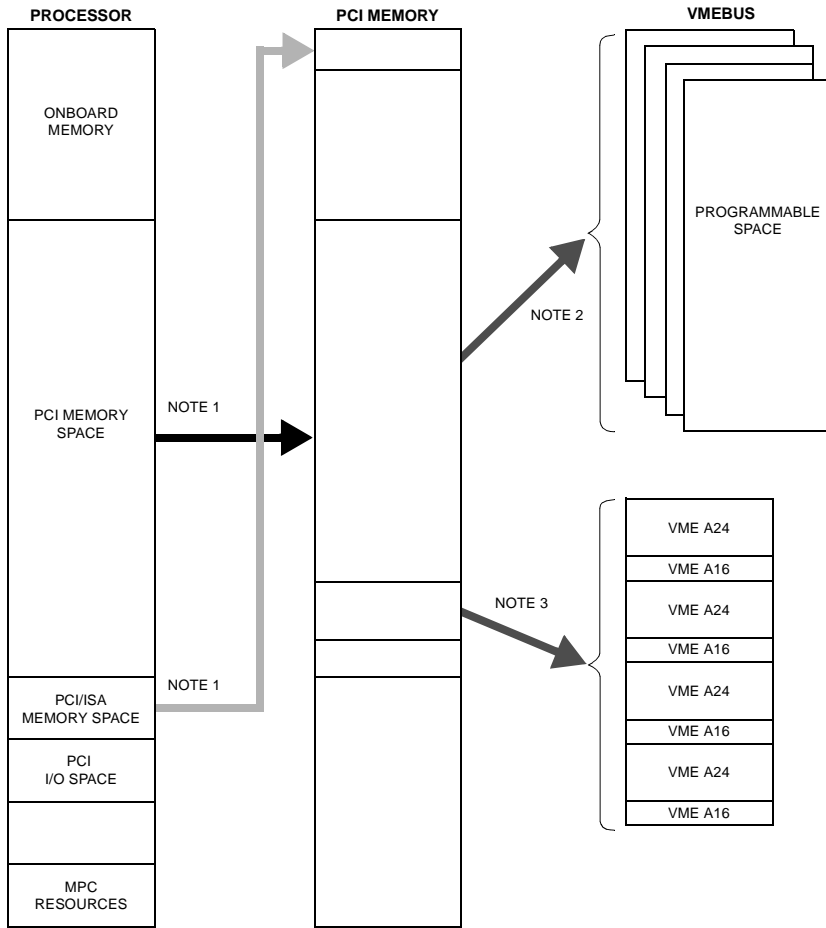 PROCESSOR
PCI MEMORY
VMEBUS
ONBOARD
MEMORY
PROGRAMMABLE
SPACE
NOTE 2
NOTE 1
PCI MEMORY
SPACE
VME A24
VME A16
NOTE 3
VME A24
VME A16
NOTE 1
PCI/ISA
MEMORY SPACE
VME A24
VME A16
PCI
I/O SPACE
VME A24
VME A16
MPC
RESOURCES